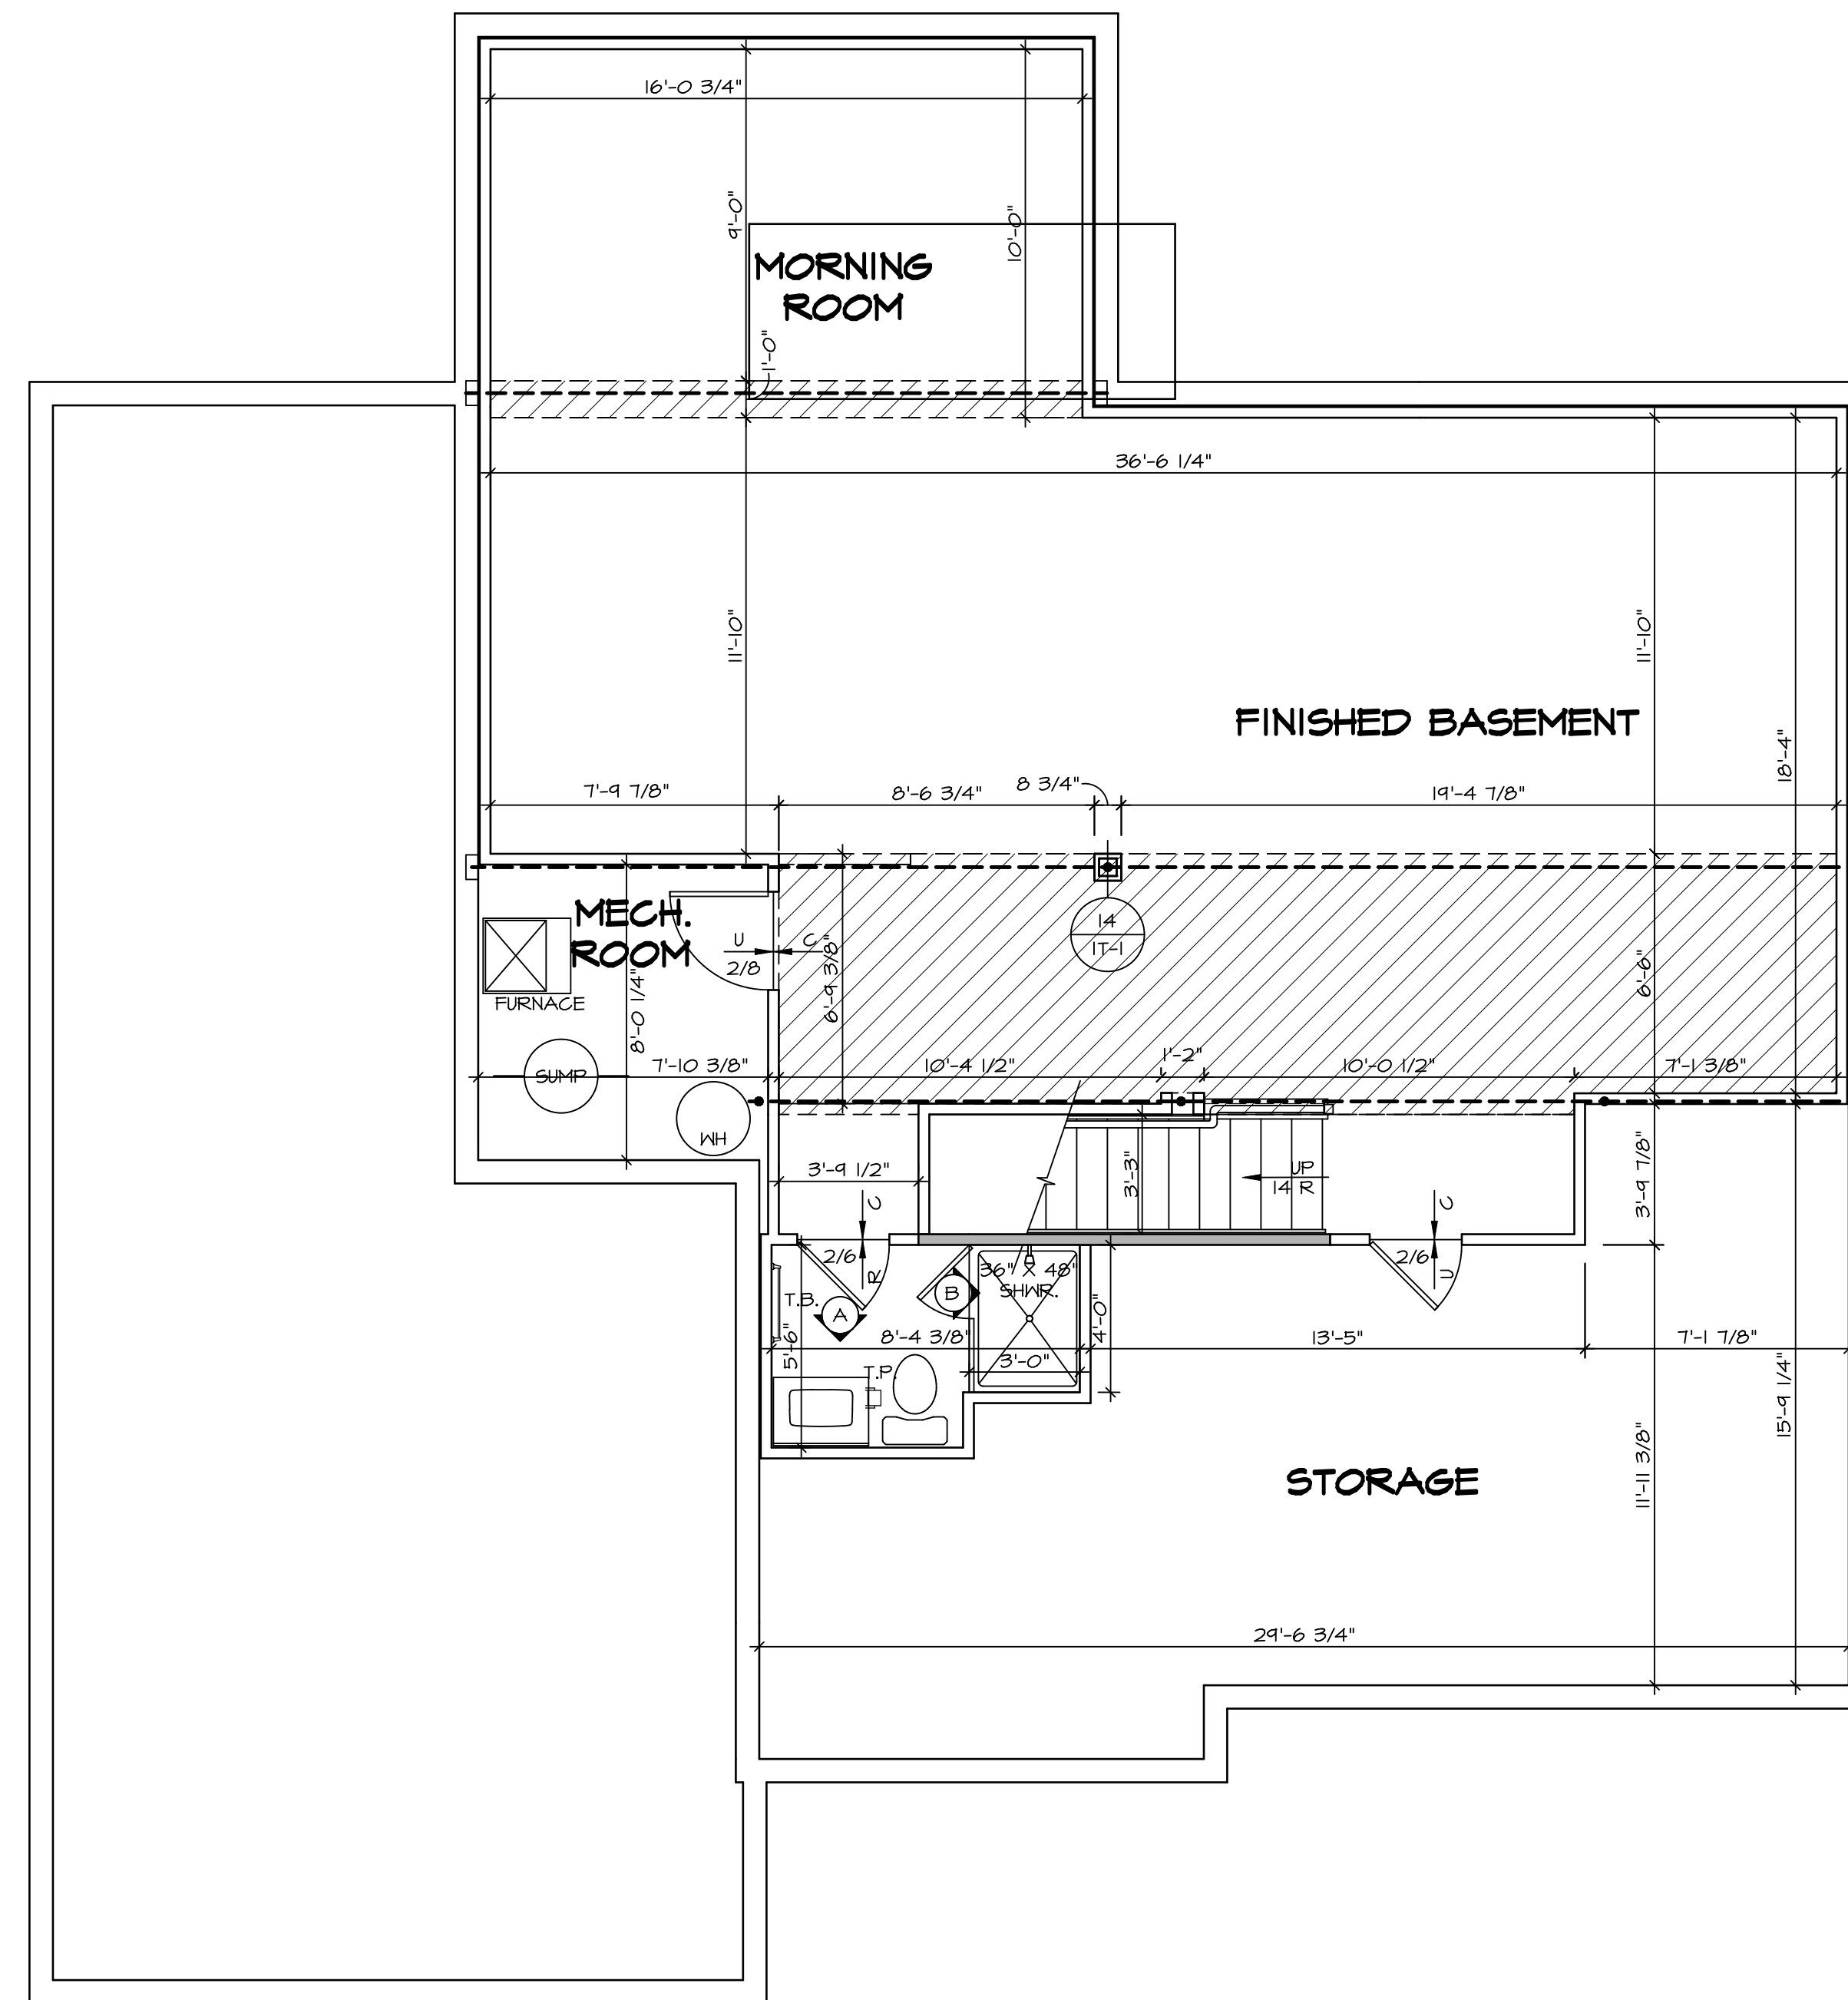 16'-0 3/4"
9'-0"
10'-0"
MORNING
ROOM
1'-0"
36'-6 1/4"
11'-10"
11'-10"
FINISHED BASEMENT
18'-4"
7'-9 7/8"
8'-6 3/4"
8 3/4"
19'-4 7/8"
MECH.
ROOM
U
C
2/8
14
1T-1
FURNACE
8'-0 1/4"
6'-9 3/8"
6'-6"
SUMP
7'-10 3/8"
10'-4 1/2"
1'-2"
10'-0 1/2"
7'-1 3/8"
WH
3'-9 1/2"
3'-3"
UP
14 R
3'-9 7/8"
C
2/6
R
C
2/6
U
36" X 48"
SHWR.
T.B.
A
B
5'-6"
8'-4 3/8"
4'-0"
13'-5"
7'-1 7/8"
3'-0"
T.P.
15'-9 1/4"
11'-11 3/8"
STORAGE
29'-6 3/4"